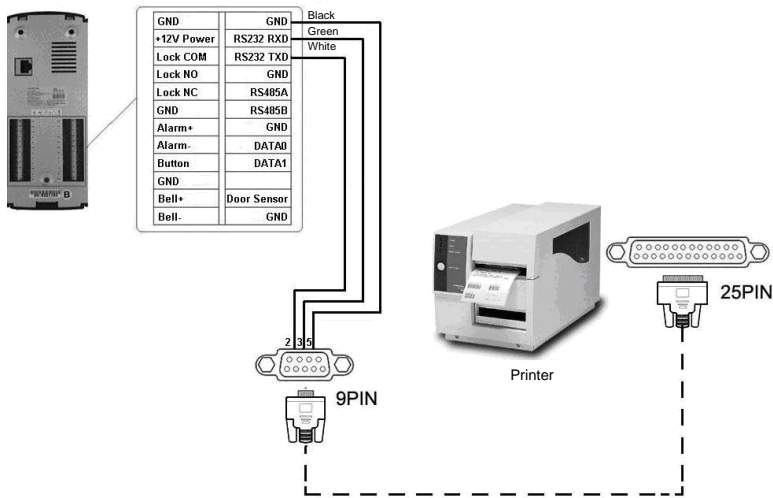 GND GND Black
+12V Power RS232 RXD Green
Lock COM RS232 TXD White
Lock NO GND
Lock NC RS485A
GND RS485B
Alarm+ GND
Alarm- DATA0
Button DATA1
GND
Bell+ Door Sensor
Bell- GND
B
25PIN
Printer
2 3 5
9PIN